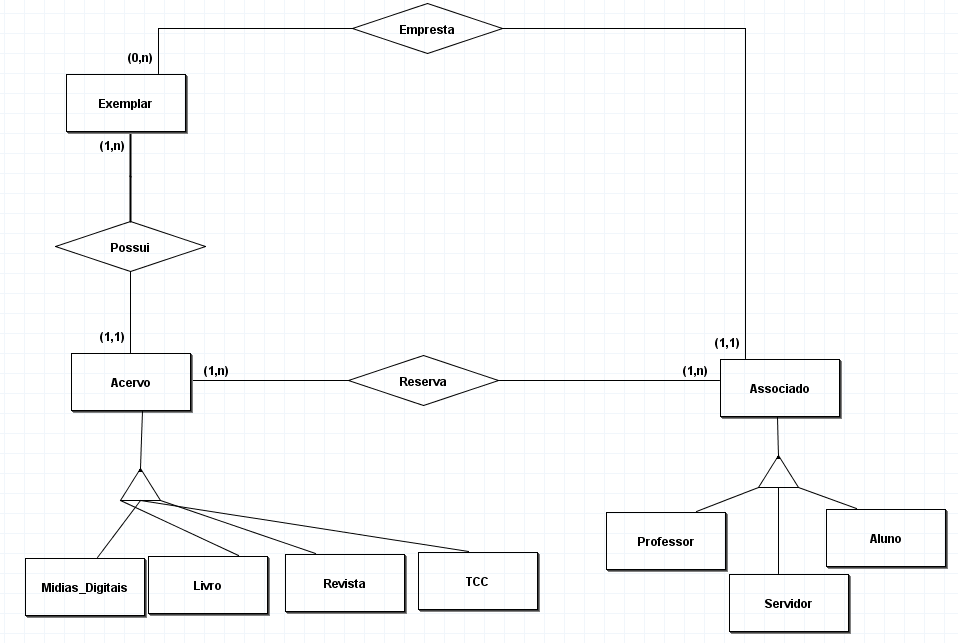 Empresta
(0,n)
Exemplar
(1,n)
Possui
(1,1)
(1,1)
Acervo
(1,n)
Reserva
(1,n)
Associado
Professor
Aluno
Midias_Digitais
Livro
Revista
TCC
Servidor